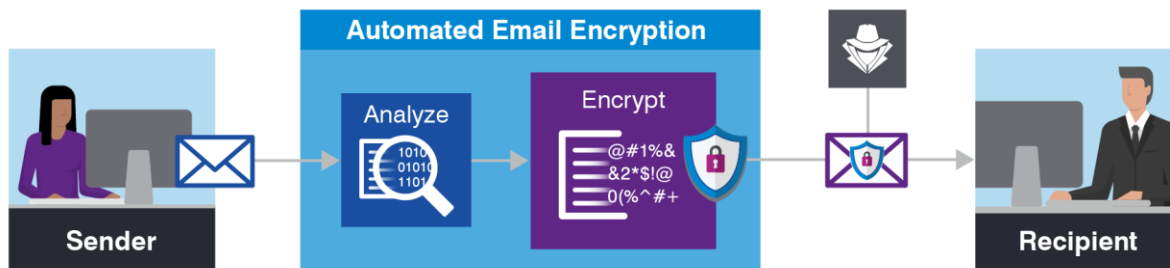 Automated Email Encryption
Analyze
1010
01010
1101
Encrypt
@#1%&
&2*$!@
0(%^#+
Sender
Recipient